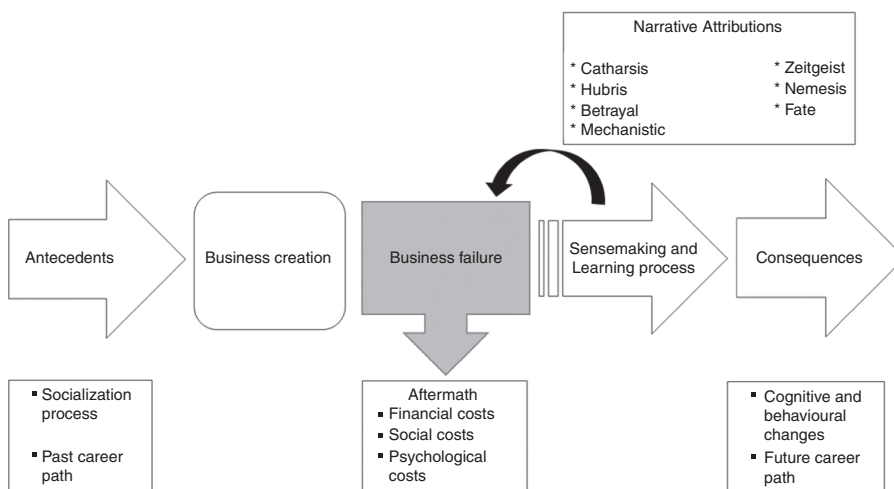 Narrative Attributions
* Catharsis
* Hubris
* Betrayal
* Mechanistic
* Zeitgeist
* Nemesis
* Fate
Antecedents
Business creation
Business failure
Sensemaking and
Learning process
Consequences
▪ Socialization
process
▪ Past career
path
Aftermath
▪ Financial costs
▪ Social costs
▪ Psychological
costs
▪ Cognitive and
behavioural
changes
▪ Future career
path